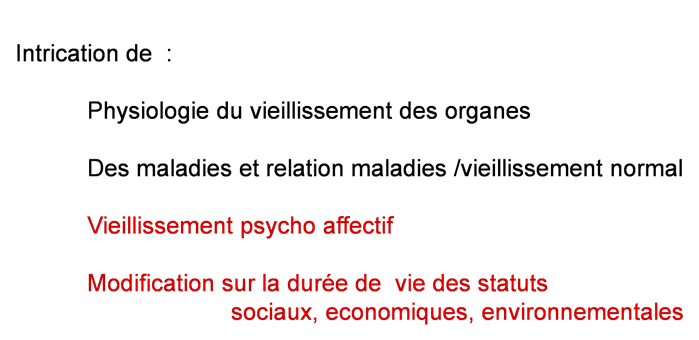 Intrication de  :
Physiologie du vieillissement des organes
Des maladies et relation maladies /vieillissement normal
Vieillissement psycho affectif
Modification sur la durée de  vie des statuts
sociaux, economiques, environnementales